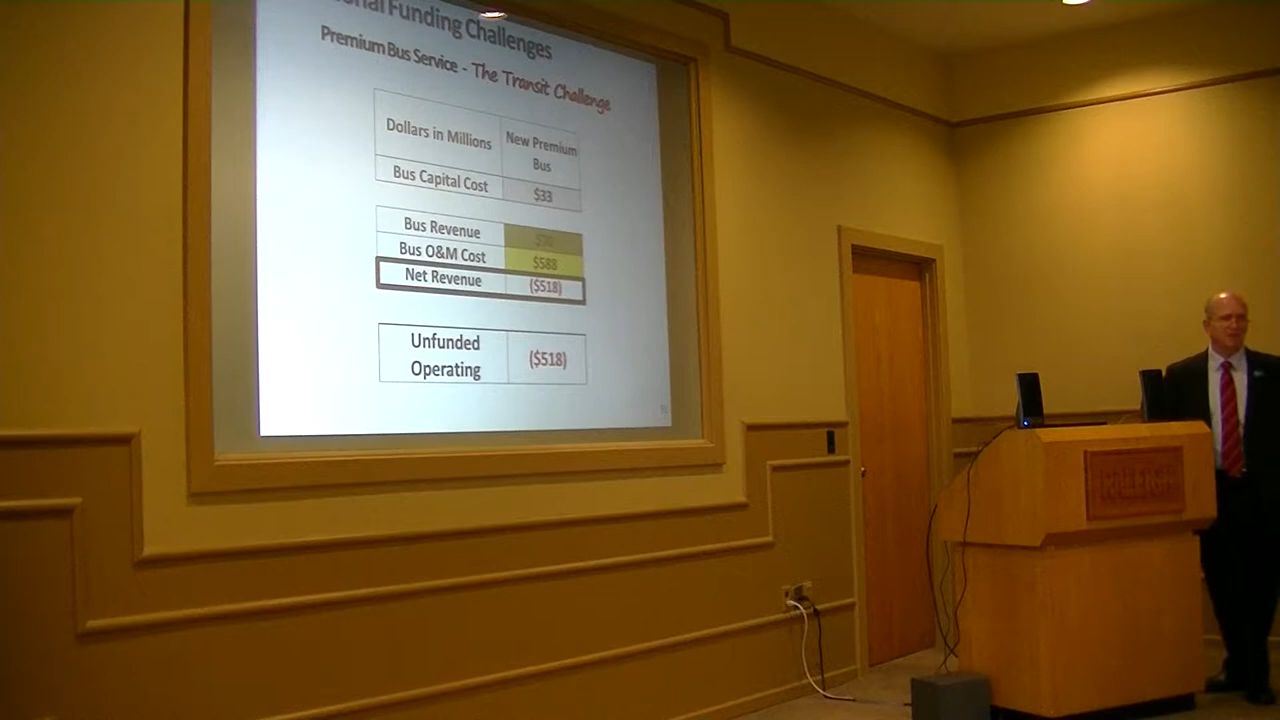 Funding Challenges
Premium Bus Service - The Transit Challenge
Dollars in Millions
New Premium
Bus
Bus Capital Cost
$33
Bus Revenue
$70
Bus O&M Cost
$588
Net Revenue
($518)
Unfunded
Operating
($518)
RALEIGH